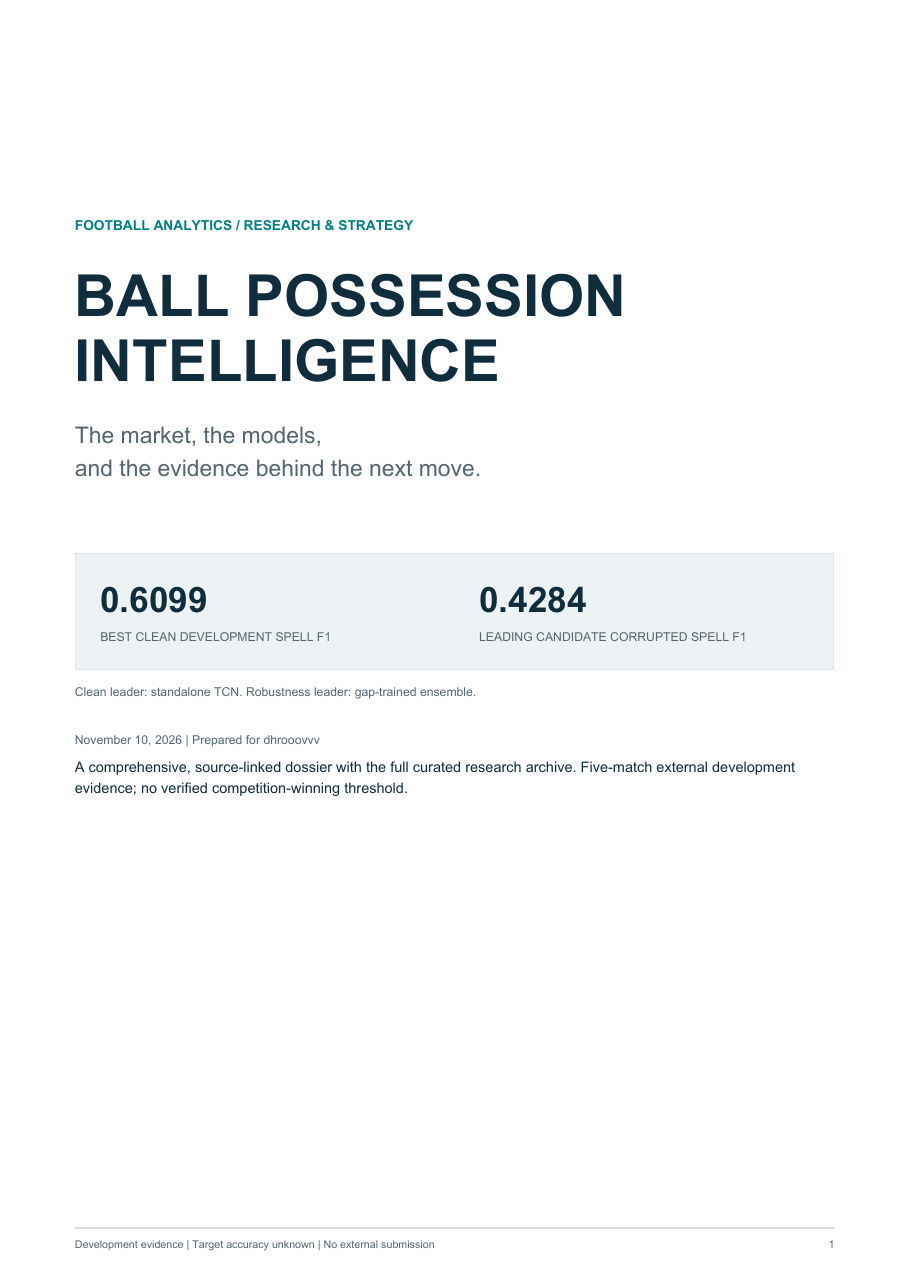 FOOTBALL ANALYTICS / RESEARCH & STRATEGY
BALL POSSESSION
INTELLIGENCE
The market, the models,
and the evidence behind the next move.
0.6099
BEST CLEAN DEVELOPMENT SPELL F1
0.4284
LEADING CANDIDATE CORRUPTED SPELL F1
Clean leader: standalone TCN. Robustness leader: gap-trained ensemble.
November 10, 2026 | Prepared for dhrooovvv
A comprehensive, source-linked dossier with the full curated research archive. Five-match external development
evidence; no verified competition-winning threshold.
Development evidence | Target accuracy unknown | No external submission
1